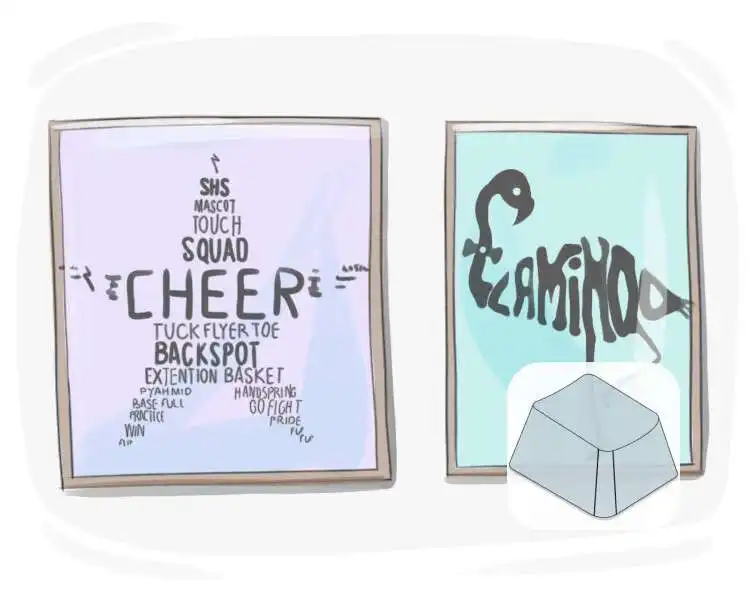 SHS
MASCOT
TOUCH
SQUAD
CHEER
TUCK FLYER TOE
BACKSPOT
EXTENTION BASKET
PYAHMID HANDSPRING
BASE FULL GO FIGHT
PRACTICE PRIDE
WIN
FLAMINGO